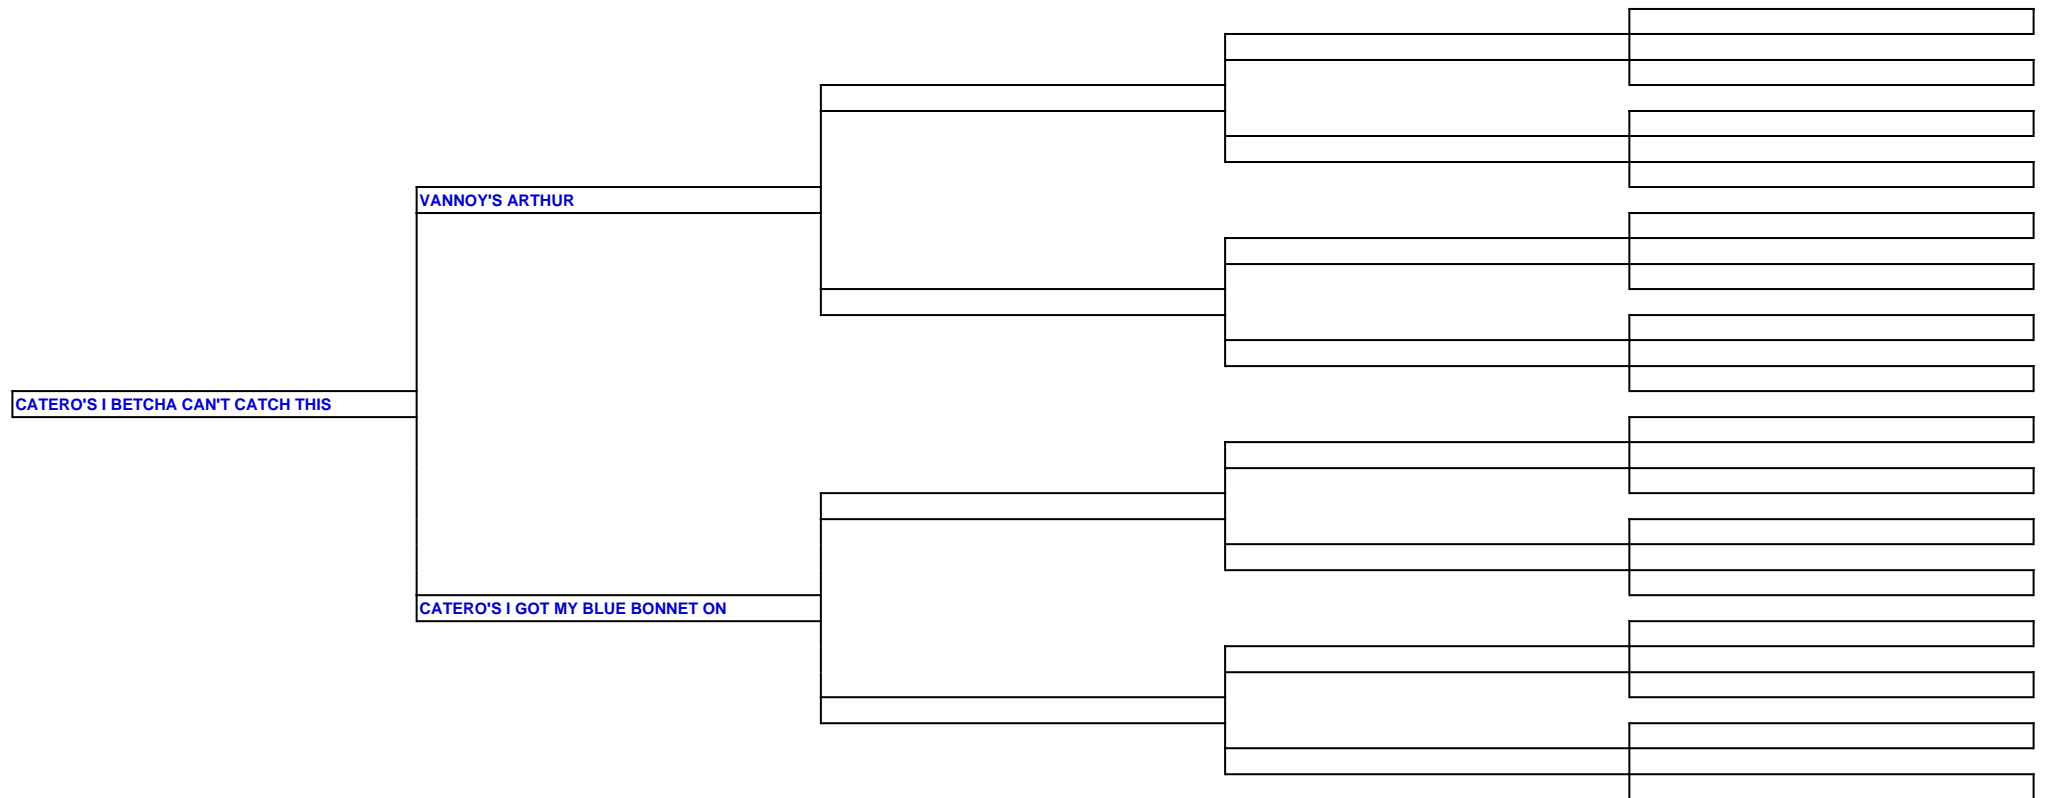 VANNOY'S ARTHUR
CATERO'S I BETCHA CAN'T CATCH THIS
CATERO'S I GOT MY BLUE BONNET ON